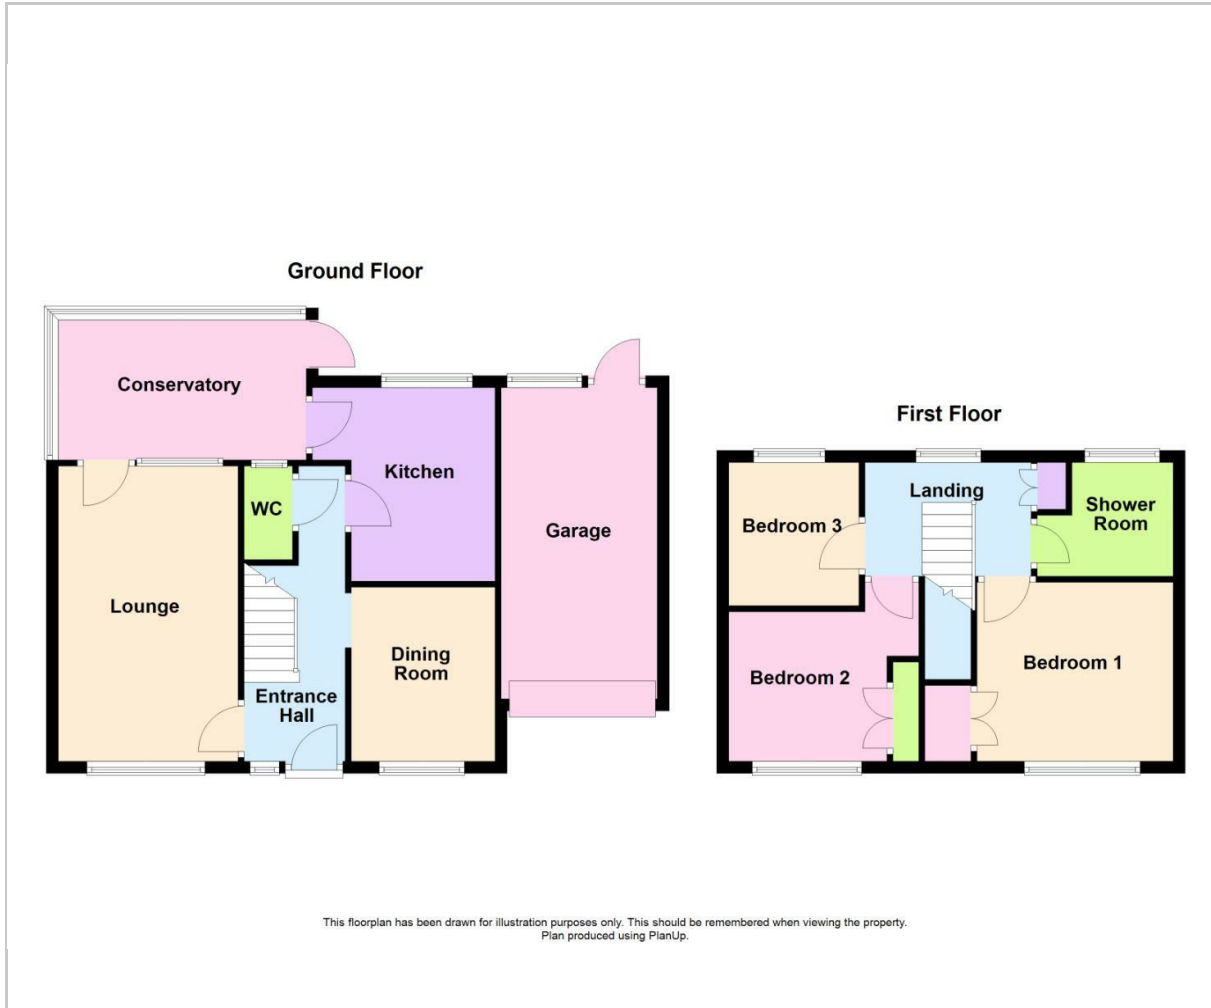 Ground Floor
Conservatory
Kitchen
WC
Garage
Lounge
Dining
Room
Entrance
Hall
First Floor
Landing
Shower
Room
Bedroom 3
Bedroom 1
Bedroom 2
This floorplan has been drawn for illustration purposes only. This should be remembered when viewing the property.
Plan produced using PlanUp.